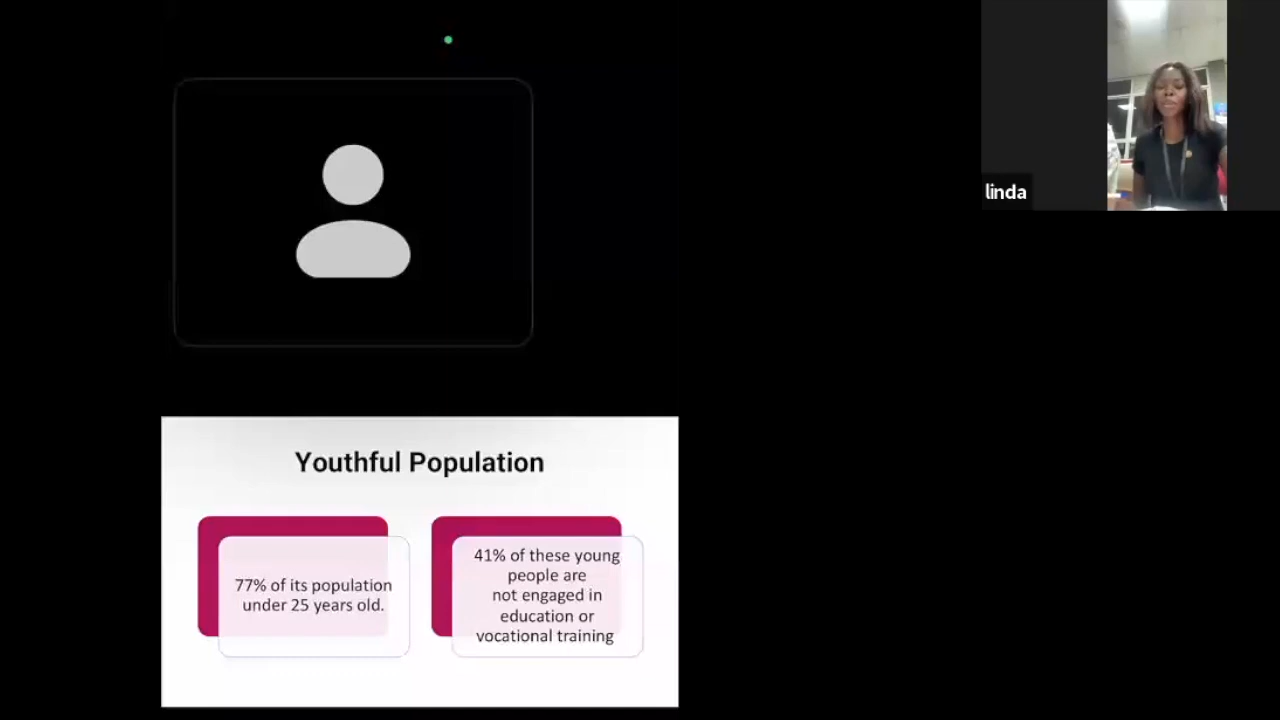 linda
Youthful Population
77% of its population
under 25 years old.
41% of these young
people are
not engaged in
education or
vocational training